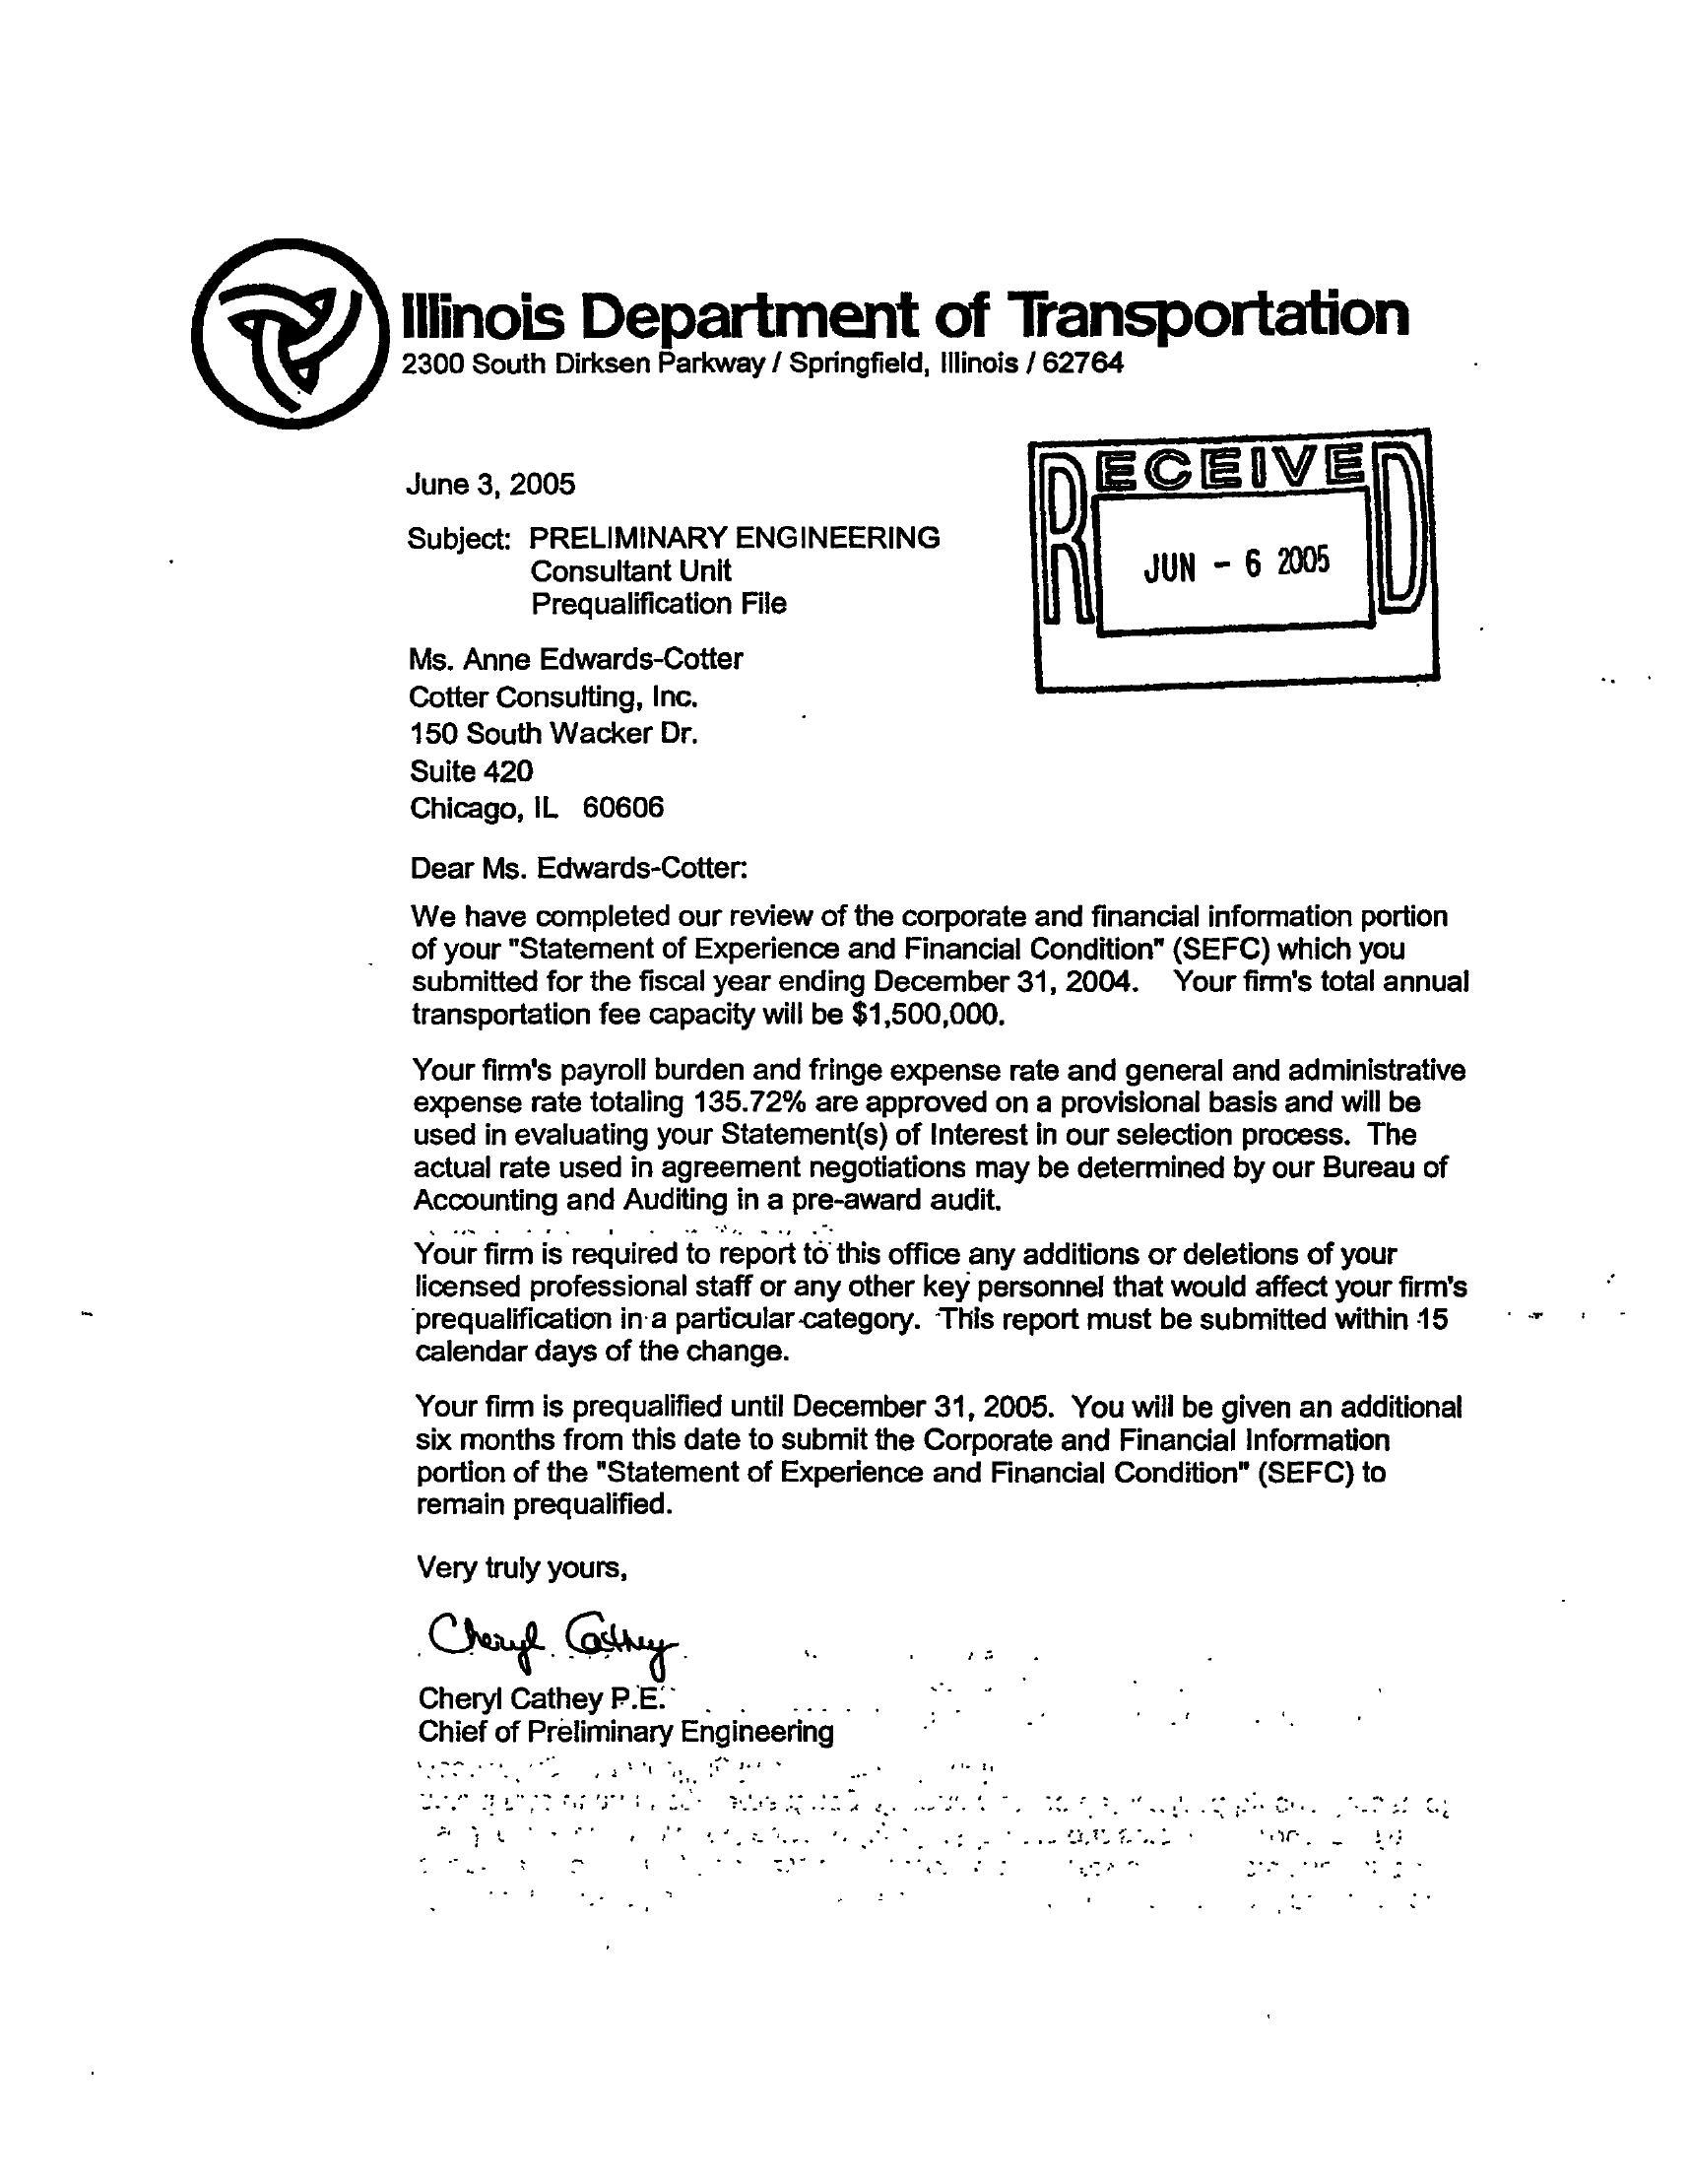 Illinois Department of Transportation
2300 South Dirksen Parkway / Springfield, Illinois / 62764
RECEIVED
JUN - 6 2005
June 3, 2005
Subject: PRELIMINARY ENGINEERING
Consultant Unit
Prequalification File
Ms. Anne Edwards-Cotter
Cotter Consulting, Inc.
150 South Wacker Dr.
Suite 420
Chicago, IL 60606
Dear Ms. Edwards-Cotter:
We have completed our review of the corporate and financial information portion
of your "Statement of Experience and Financial Condition" (SEFC) which you
submitted for the fiscal year ending December 31, 2004. Your firm's total annual
transportation fee capacity will be $1,500,000.
Your firm's payroll burden and fringe expense rate and general and administrative
expense rate totaling 135.72% are approved on a provisional basis and will be
used in evaluating your Statement(s) of Interest in our selection process. The
actual rate used in agreement negotiations may be determined by our Bureau of
Accounting and Auditing in a pre-award audit.
Your firm is required to report to this office any additions or deletions of your
licensed professional staff or any other key personnel that would affect your firm's
prequalification in a particular category. This report must be submitted within 15
calendar days of the change.
Your firm is prequalified until December 31, 2005. You will be given an additional
six months from this date to submit the Corporate and Financial Information
portion of the "Statement of Experience and Financial Condition" (SEFC) to
remain prequalified.
Very truly yours,
Cheryl Cathey
Cheryl Cathey P.E.
Chief of Preliminary Engineering